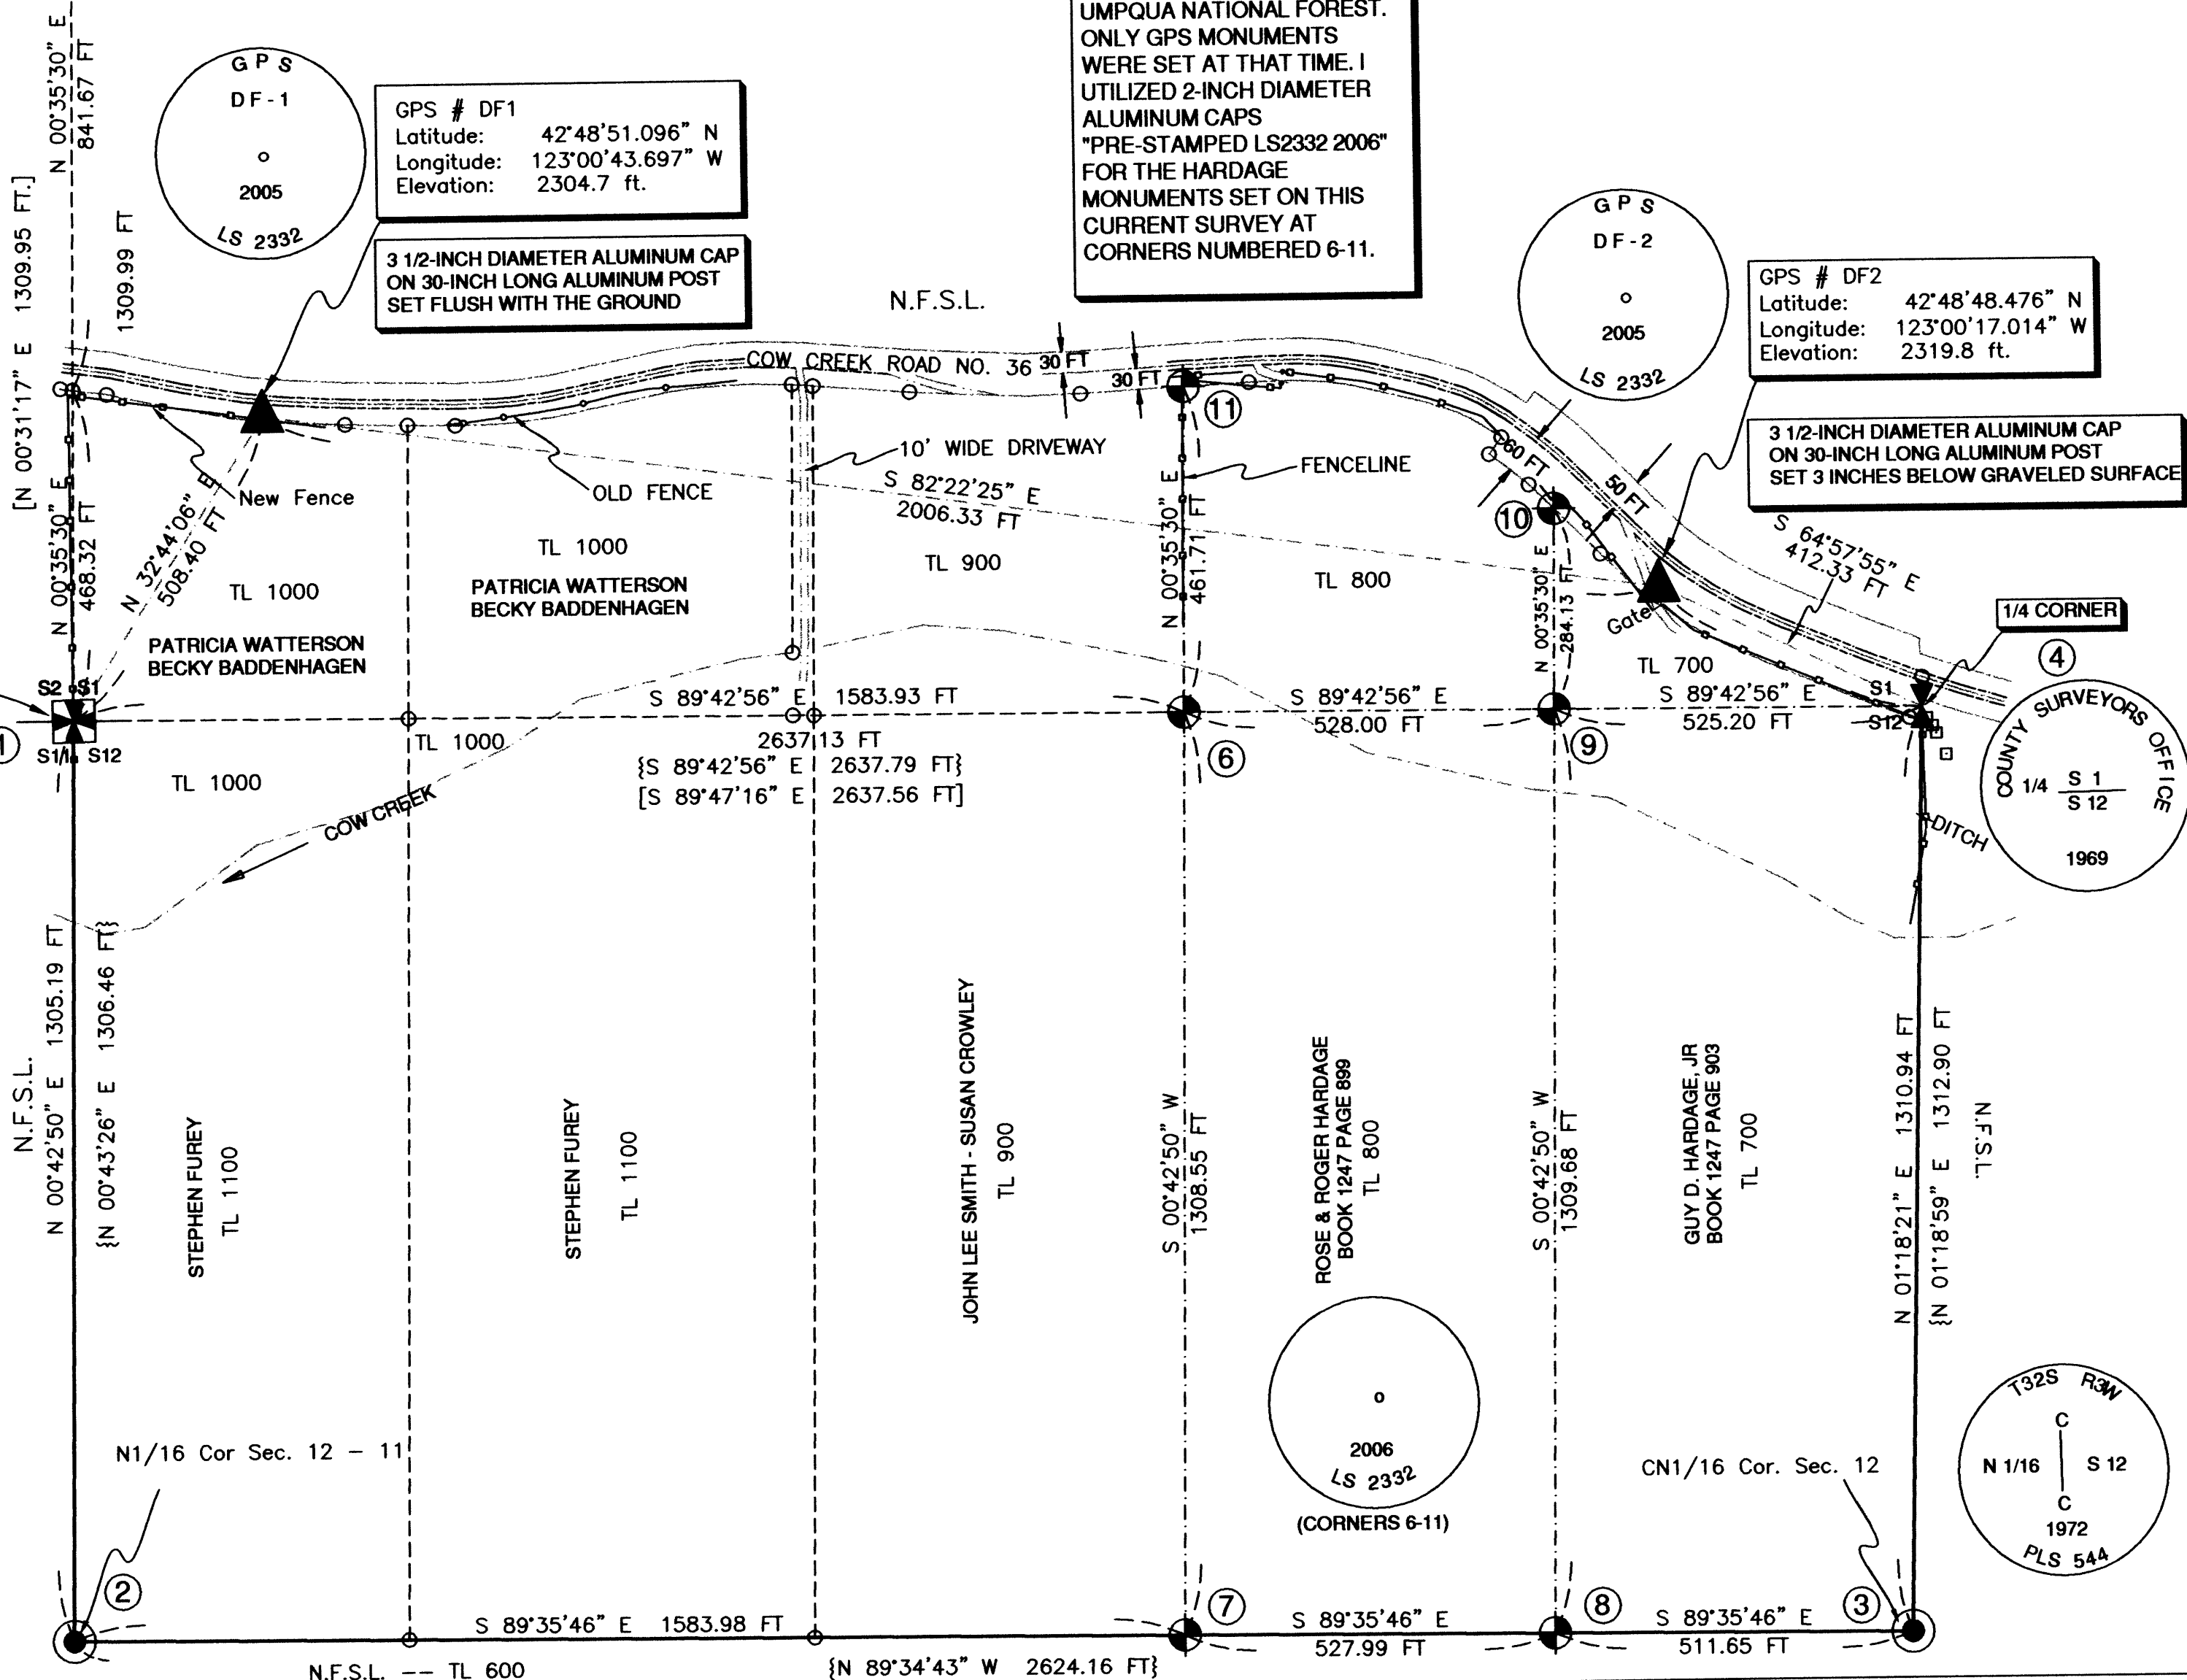 UMPQUA NATIONAL FOREST.
ONLY GPS MONUMENTS
WERE SET AT THAT TIME. I
UTILIZED 2-INCH DIAMETER
ALUMINUM CAPS
"PRE-STAMPED LS2332 2006"
FOR THE HARDAGE
MONUMENTS SET ON THIS
CURRENT SURVEY AT
CORNERS NUMBERED 6-11.
N 00°35'30" E
841.67 FT
[N 00°31'17" E 1309.95 FT.]
1309.99 FT
GPS
DF-1
2005
LS 2332
GPS # DF1
Latitude: 42°48'51.096" N
Longitude: 123°00'43.697" W
Elevation: 2304.7 ft.
3 1/2-INCH DIAMETER ALUMINUM CAP
ON 30-INCH LONG ALUMINUM POST
SET FLUSH WITH THE GROUND
N.F.S.L.
GPS
DF-2
2005
LS 2332
GPS # DF2
Latitude: 42°48'48.476" N
Longitude: 123°00'17.014" W
Elevation: 2319.8 ft.
3 1/2-INCH DIAMETER ALUMINUM CAP
ON 30-INCH LONG ALUMINUM POST
SET 3 INCHES BELOW GRAVELED SURFACE
COW CREEK ROAD NO. 36
30 FT
30 FT
11
10' WIDE DRIVEWAY
FENCELINE
60 FT
50 FT
10
New Fence
OLD FENCE
S 82°22'25" E
2006.33 FT
N 00°35'30" E
468.32 FT
N 32°44'06" E
508.40 FT
TL 1000
PATRICIA WATTERSON
BECKY BADDENHAGEN
TL 1000
PATRICIA WATTERSON
BECKY BADDENHAGEN
TL 900
N 00°35'30" E
461.71 FT
TL 800
N 00°35'30" E
284.13 FT
Gate
TL 700
S 64°57'55" E
412.33 FT
1/4 CORNER
4
S2 S1
S1/1 S12
1
S 89°42'56" E 1583.93 FT
S 89°42'56" E
528.00 FT
S 89°42'56" E
525.20 FT
S1
S12
TL 1000
2637.13 FT
{S 89°42'56" E 2637.79 FT}
[S 89°47'16" E 2637.56 FT]
6
9
TL 1000
COW CREEK
COUNTY SURVEYORS OFFICE
1/4 S 1
S 12
1969
DITCH
N.F.S.L.
N 00°42'50" E 1305.19 FT
{N 00°43'26" E 1306.46 FT}
STEPHEN FUREY
TL 1100
STEPHEN FUREY
TL 1100
JOHN LEE SMITH - SUSAN CROWLEY
TL 900
S 00°42'50" W
1308.55 FT
ROSE & ROGER HARDAGE
BOOK 1247 PAGE 899
TL 800
S 00°42'50" W
1309.68 FT
GUY D. HARDAGE, JR
BOOK 1247 PAGE 903
TL 700
N 01°18'21" E 1310.94 FT
{N 01°18'59" E 1312.90 FT
N.F.S.L.
2006
LS 2332
(CORNERS 6-11)
T32S R3W
C
N 1/16 S 12
C
1972
PLS 544
N1/16 Cor Sec. 12 - 11
CN1/16 Cor. Sec. 12
2
7
8
3
S 89°35'46" E 1583.98 FT
S 89°35'46" E
527.99 FT
S 89°35'46" E
511.65 FT
N.F.S.L. -- TL 600
{N 89°34'43" W 2624.16 FT}